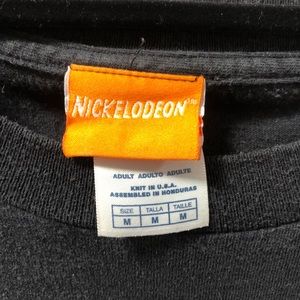 NICKELODEON™
ADULT ADULTO ADULTE
KNIT IN U.S.A.
ASSEMBLED IN HONDURAS
SIZE TALLA TAILLE
M M M